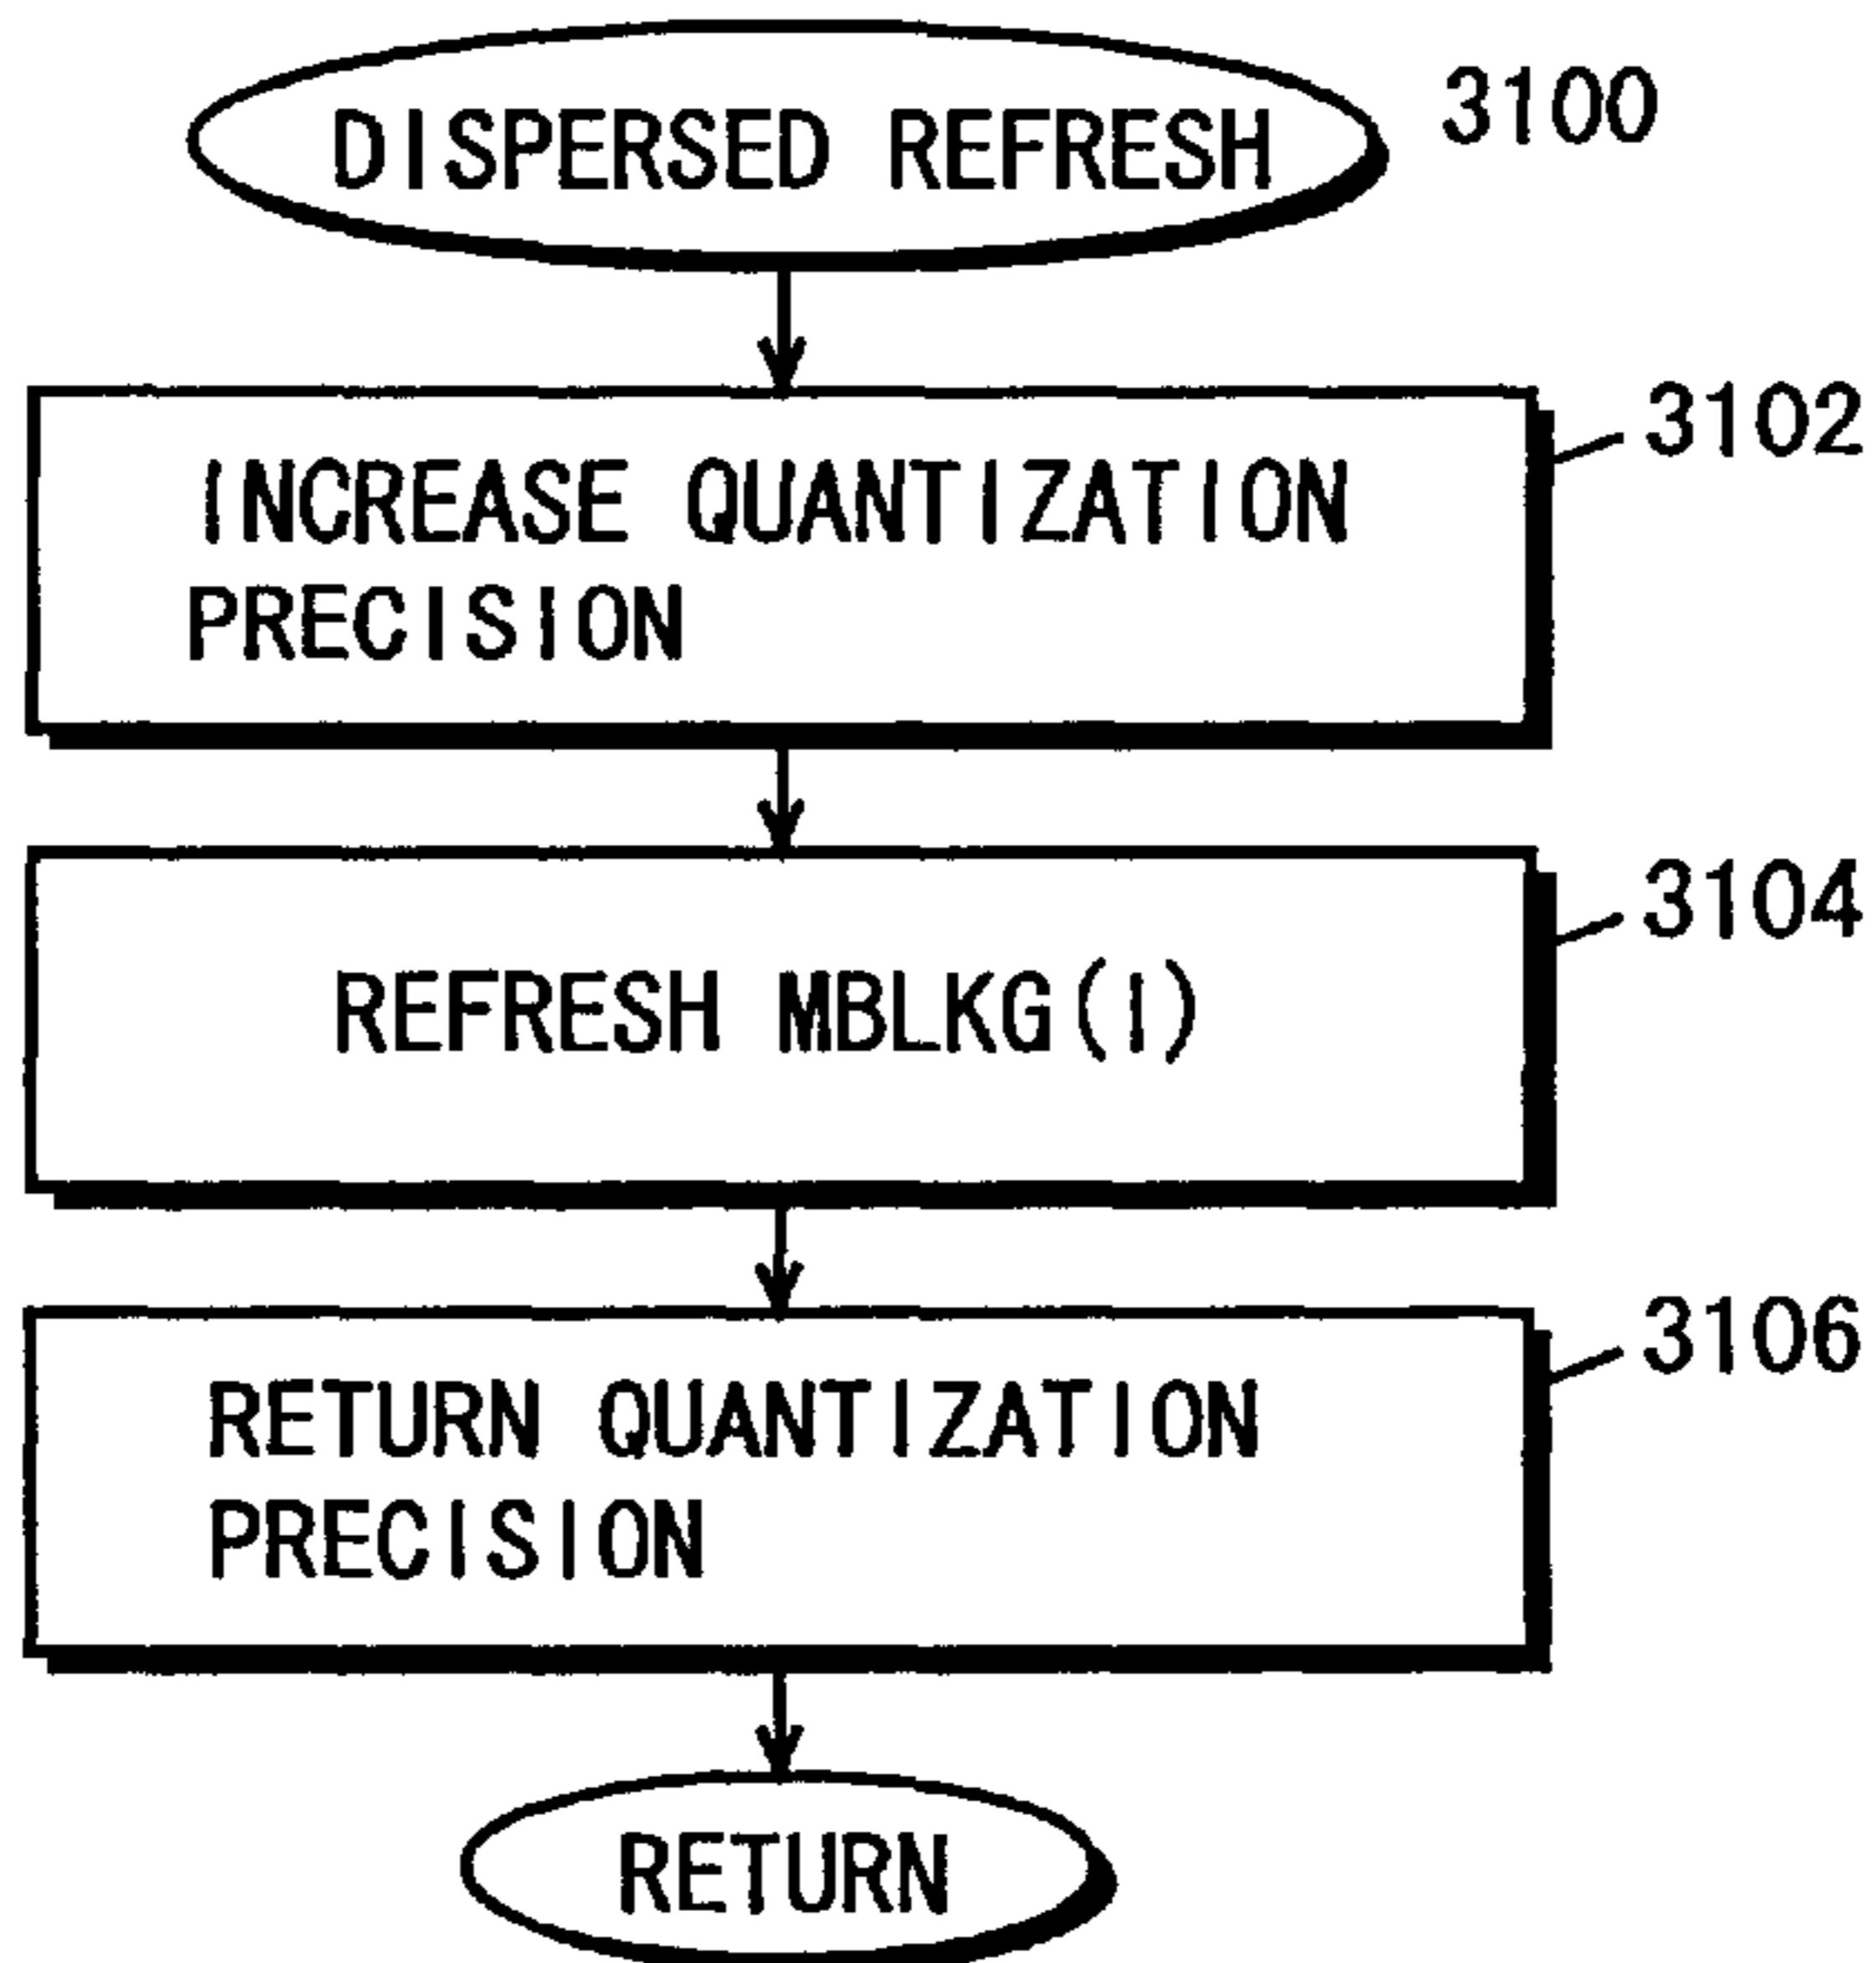 DISPERSED REFRESH
3100
3102
INCREASE QUANTIZATION
PRECISION
3104
REFRESH MBLKG(I)
3106
RETURN QUANTIZATION
PRECISION
RETURN